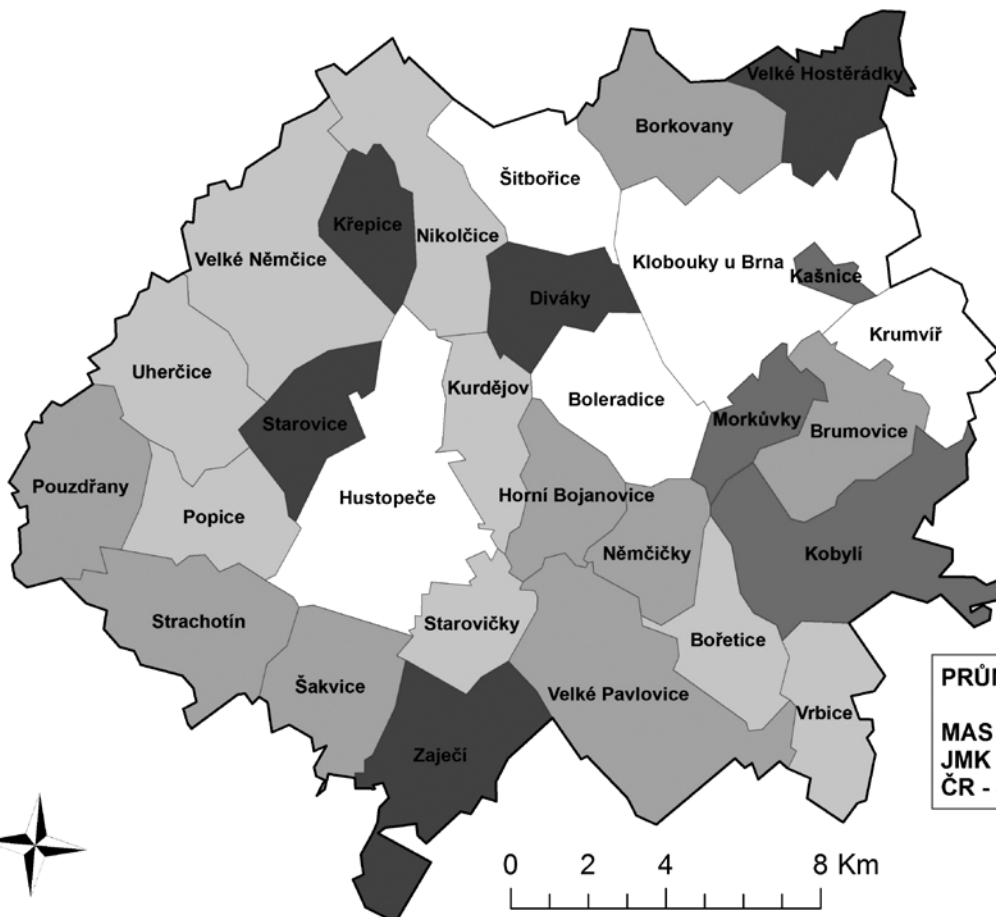 Velké Hostěrádky
Borkovany
Šitbořice
Křepice
Nikolčice
Velké Němčice
Klobouky u Brna
Kašnice
Diváky
Krumvíř
Uherčice
Kurdějov
Boleradice
Starovice
Morkůvky
Brumovice
Pouzdřany
Hustopeče
Horní Bojanovice
Popice
Němčičky
Kobylí
Strachotín
Starovičky
Bořetice
Šakvice
Velké Pavlovice
Vrbice
Zaječí
PRŮ
MAS
JMK
ČR -
0 2 4 8 Km